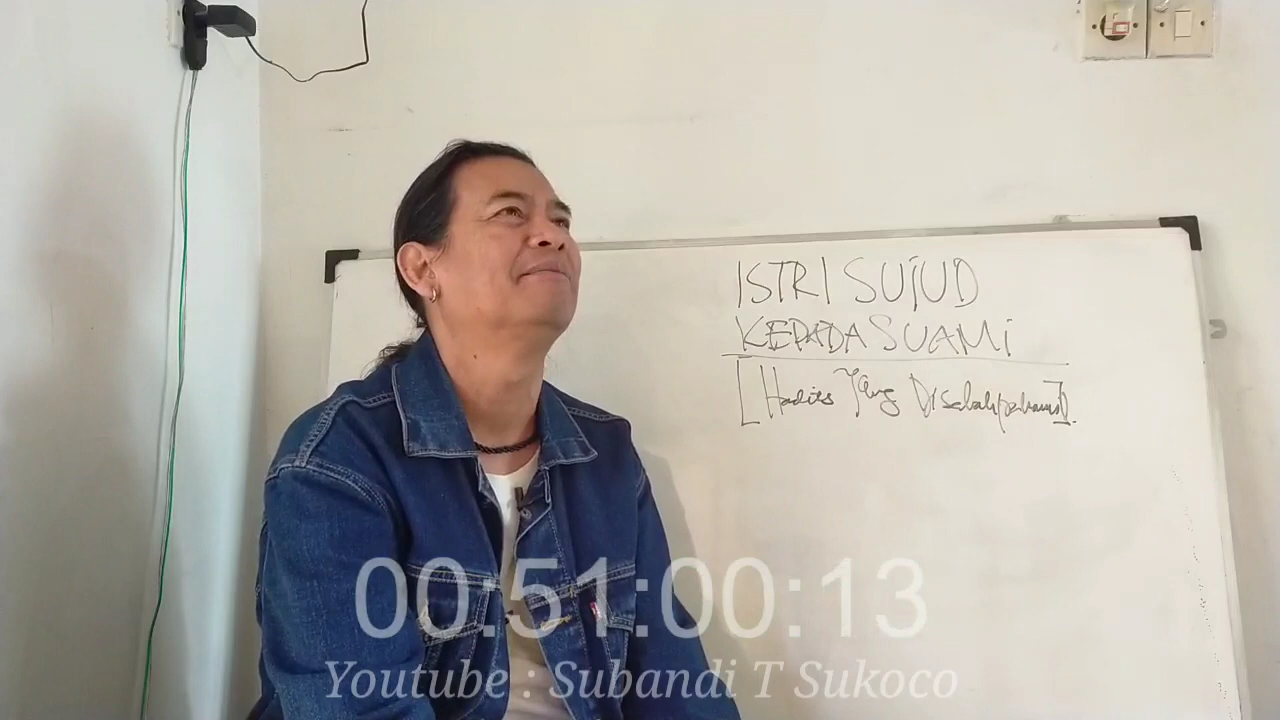 ISTRI SUJUD
KEPADA SUAMI
[Hadits Yang Disalahpahami].
00:51:00:13
Youtube : Subandi T Sukoco